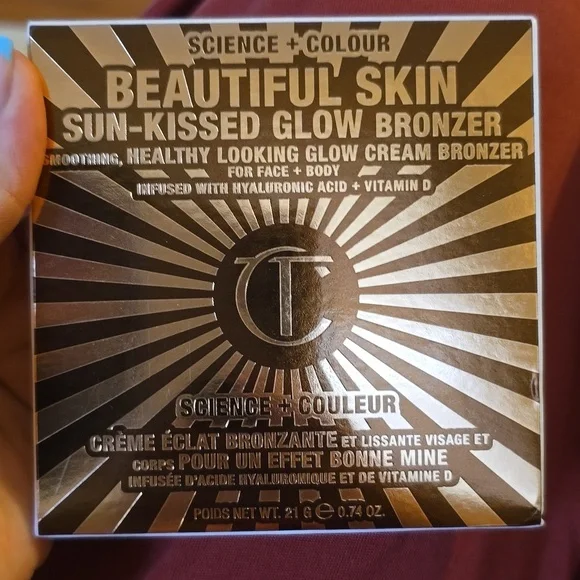 SCIENCE + COLOUR
BEAUTIFUL SKIN
SUN-KISSED GLOW BRONZER
SMOOTHING, HEALTHY LOOKING GLOW CREAM BRONZER
FOR FACE + BODY
INFUSED WITH HYALURONIC ACID + VITAMIN D
CT
SCIENCE + COULEUR
CRÈME ÉCLAT BRONZANTE ET LISSANTE VISAGE ET
CORPS POUR UN EFFET BONNE MINE
INFUSÉE D'ACIDE HYALURONIQUE ET DE VITAMINE D
POIDS NET WT. 21 G ℮ 0.74 OZ.